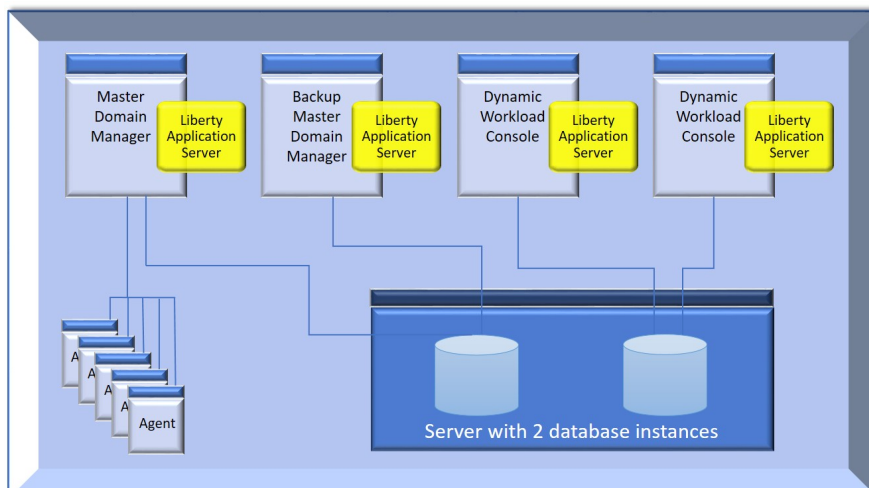 Master
Domain
Manager
Liberty
Application
Server
Backup
Master
Domain
Manager
Liberty
Application
Server
Dynamic
Workload
Console
Liberty
Application
Server
Dynamic
Workload
Console
Liberty
Application
Server
A
A
A
A
Agent
Server with 2 database instances